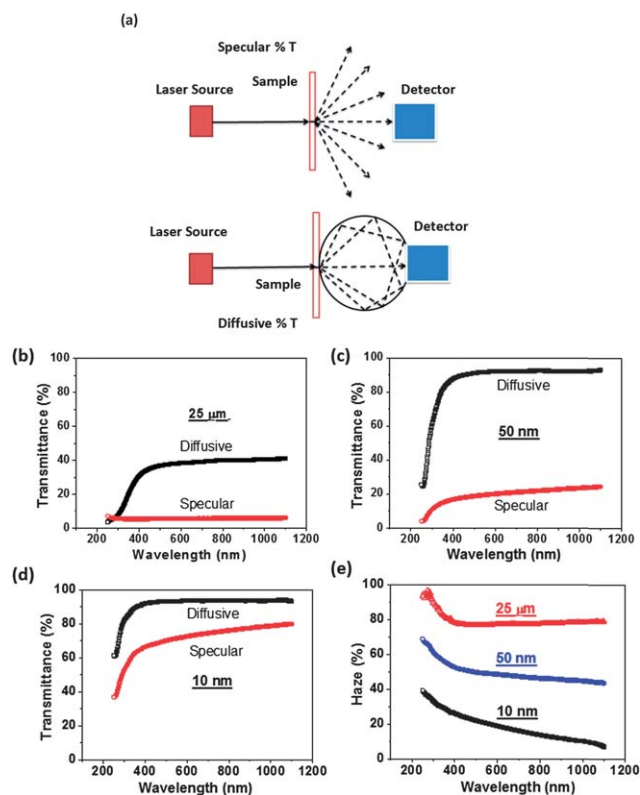 (a)
Specular % T
Laser Source
Sample
Detector
Laser Source
Detector
Sample
Diffusive % T
(b)
100
80
60
40
20
0
Transmittance (%)
25 µm
Diffusive
Specular
0 200 400 600 800 1000 1200
Wavelength (nm)
(c)
100
80
60
40
20
0
Transmittance (%)
Diffusive
50 nm
Specular
0 200 400 600 800 1000 1200
Wavelength (nm)
(d)
100
80
60
40
20
0
Transmittance (%)
Diffusive
Specular
10 nm
0 200 400 600 800 1000 1200
Wavelength (nm)
(e)
100
80
60
40
20
0
Haze (%)
25 µm
50 nm
10 nm
0 200 400 600 800 1000 1200
Wavelength (nm)